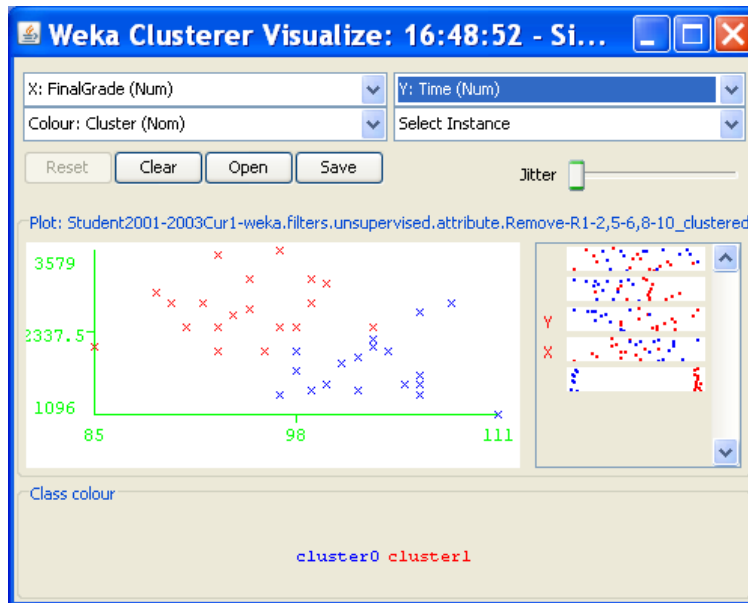 Weka Clusterer Visualize: 16:48:52 - Si...
X: FinalGrade (Num) Y: Time (Num)
Colour: Cluster (Nom) Select Instance
Reset Clear Open Save Jitter
Plot: Student2001-2003Cur1-weka.filters.unsupervised.attribute.Remove-R1-2,5-6,8-10_clustered
3579
2337.5
1096
85 98 111
Y
X
Class colour
cluster0 cluster1